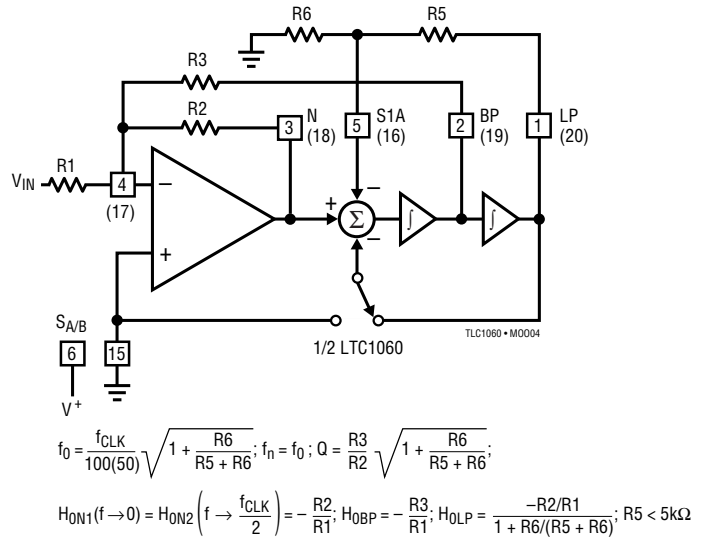 R6
R5
R3
R2
N
3
(18)
S1A
5
(16)
BP
2
(19)
LP
1
(20)
R1
VIN
4
(17)
−
+
+
−
Σ
−
∫
∫
SA/B
6
15
V+
1/2 LTC1060
TLC1060 • MOO04
f0 = fCLK/100(50) √(1 + R6/(R5 + R6)); fn = f0 ; Q = R3/R2 √(1 + R6/(R5 + R6));
H0N1(f → 0) = H0N2(f → fCLK/2) = − R2/R1; H0BP = − R3/R1; H0LP = −R2/R1/(1 + R6/(R5 + R6)); R5 < 5kΩ